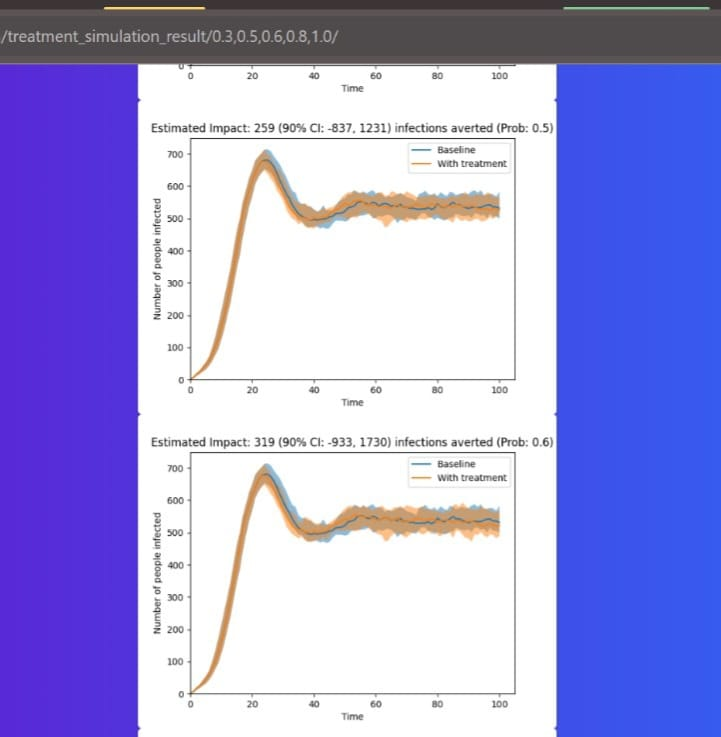 /treatment_simulation_result/0.3,0.5,0.6,0.8,1.0/
0
0 20 40 60 80 100
Time
Estimated Impact: 259 (90% CI: -837, 1231) infections averted (Prob: 0.5)
Baseline
With treatment
700
600
500
400
300
200
100
0
Number of people infected
0 20 40 60 80 100
Time
Estimated Impact: 319 (90% CI: -933, 1730) infections averted (Prob: 0.6)
Baseline
With treatment
700
600
500
400
300
200
100
0
Number of people infected
0 20 40 60 80 100
Time